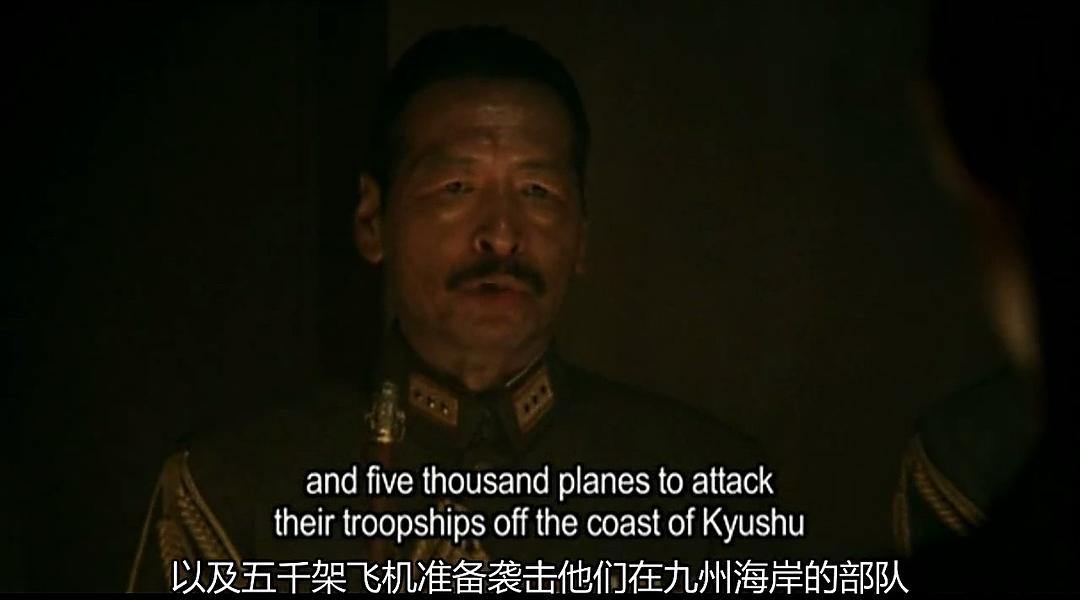 and five thousand planes to attack
their troopships off the coast of Kyushu
以及五千架飞机准备袭击他们在九州海岸的部队